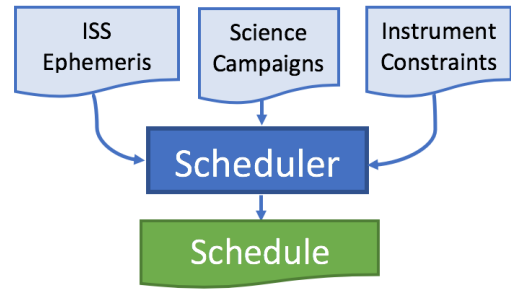 ISS
Ephemeris
Science
Campaigns
Instrument
Constraints
Scheduler
Schedule